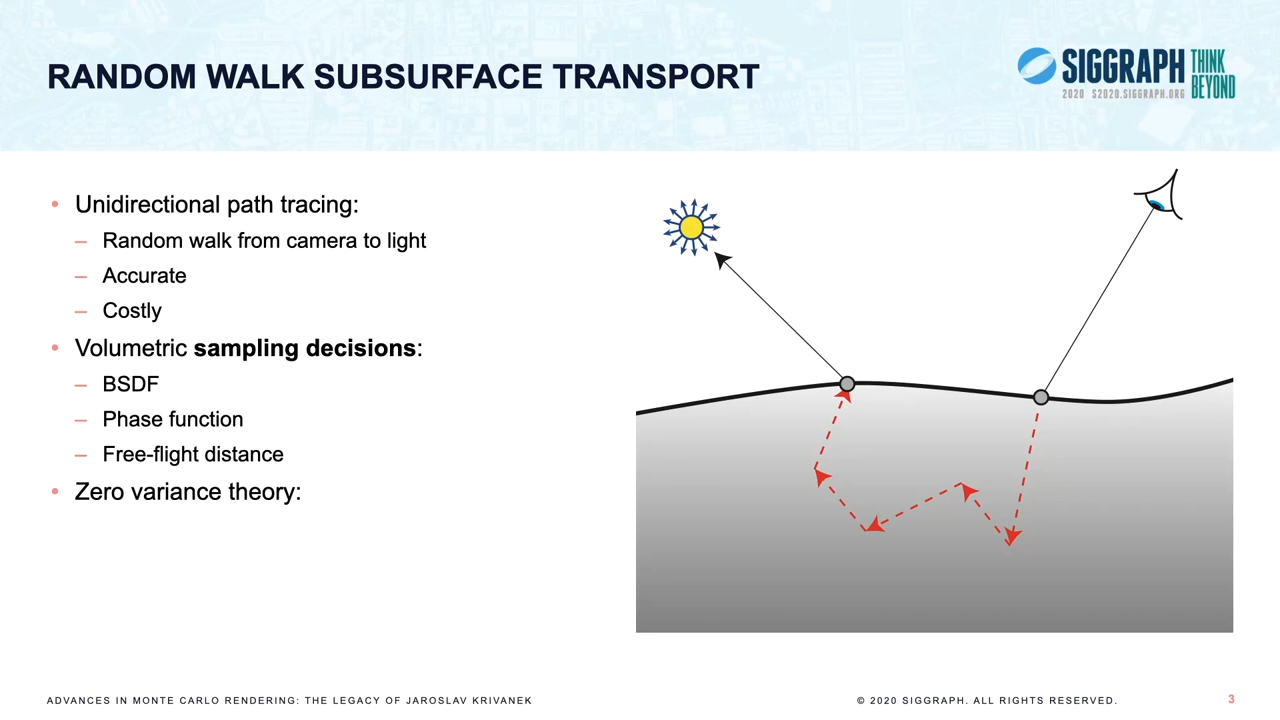 RANDOM WALK SUBSURFACE TRANSPORT
SIGGRAPH
THINK
BEYOND
2020 S2020.SIGGRAPH.ORG
• Unidirectional path tracing:
– Random walk from camera to light
– Accurate
– Costly
• Volumetric sampling decisions:
– BSDF
– Phase function
– Free-flight distance
• Zero variance theory:
ADVANCES IN MONTE CARLO RENDERING: THE LEGACY OF JAROSLAV KRIVANEK
© 2020 SIGGRAPH. ALL RIGHTS RESERVED.
3